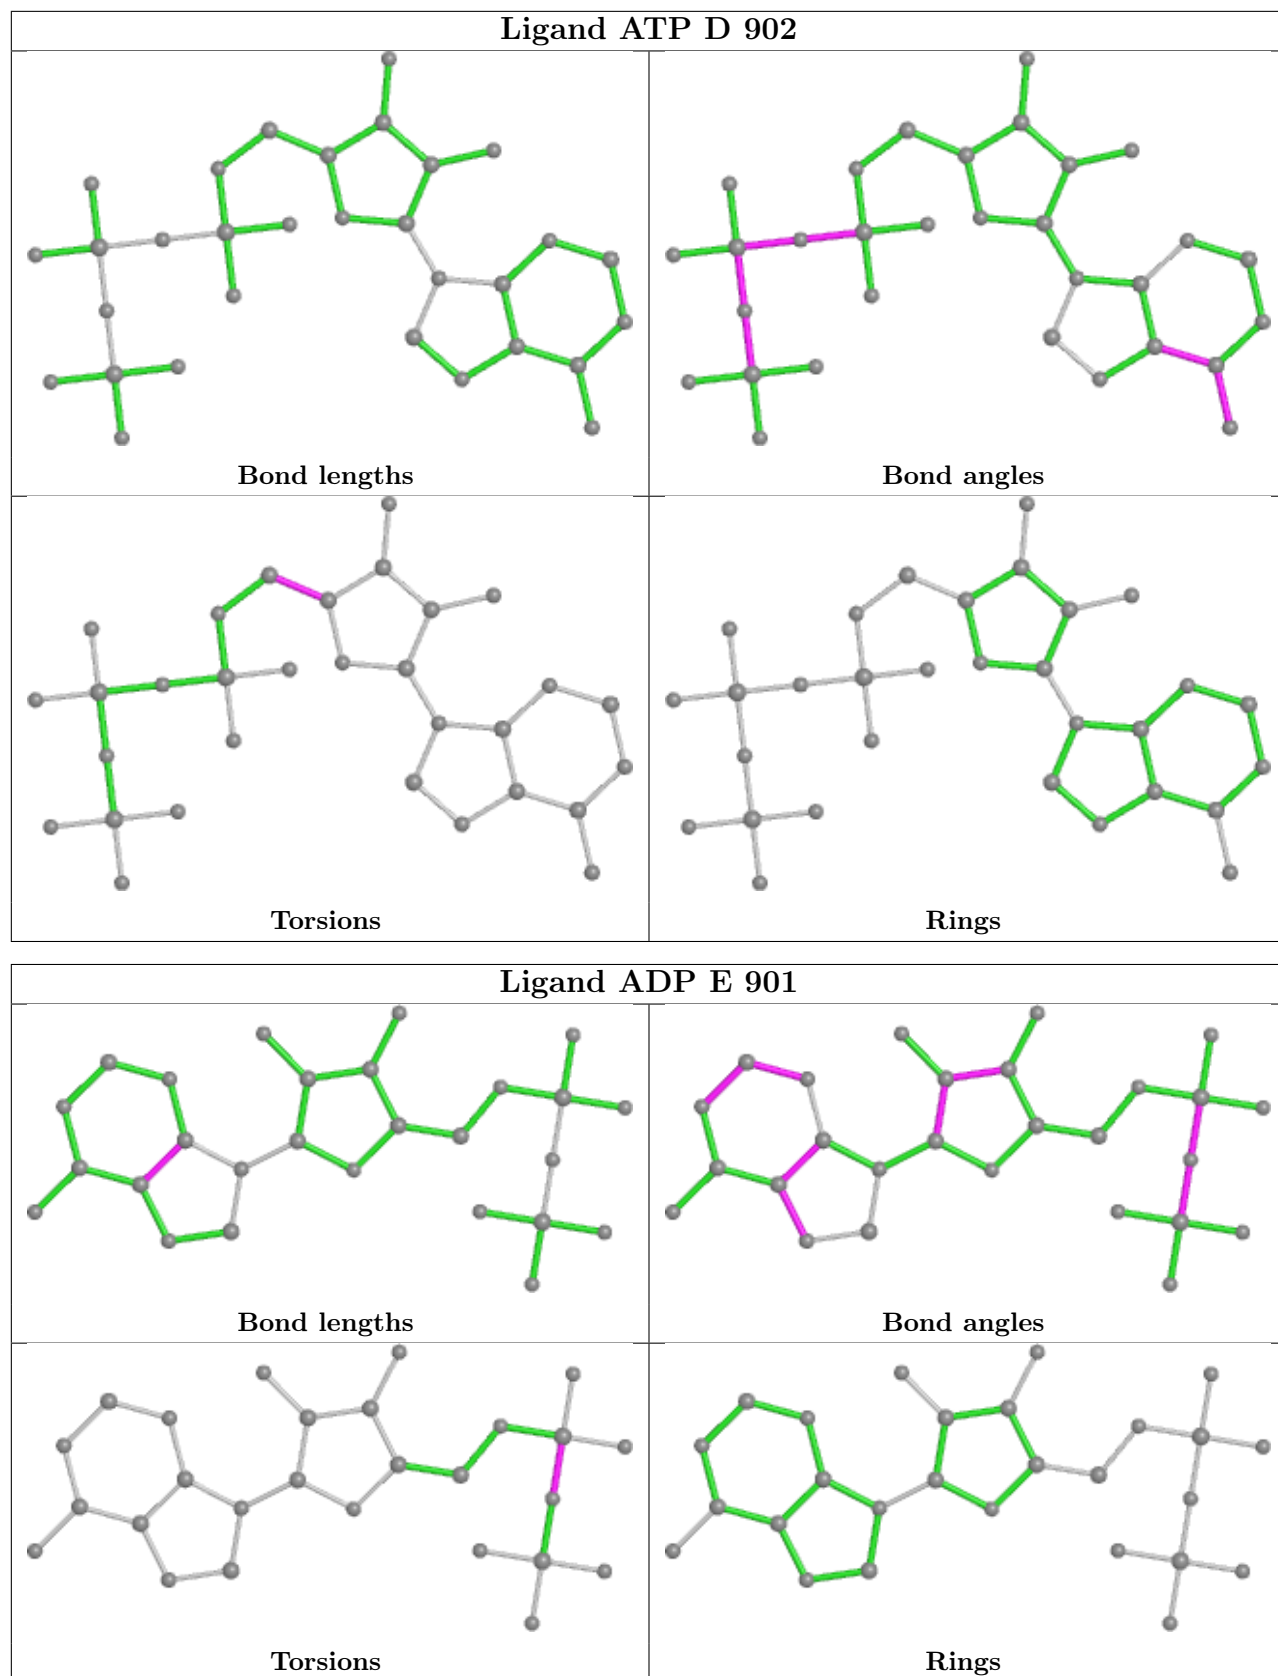 Ligand ATP D 902
Bond lengths
Bond angles
Torsions
Rings
Ligand ADP E 901
Bond lengths
Bond angles
Torsions
Rings